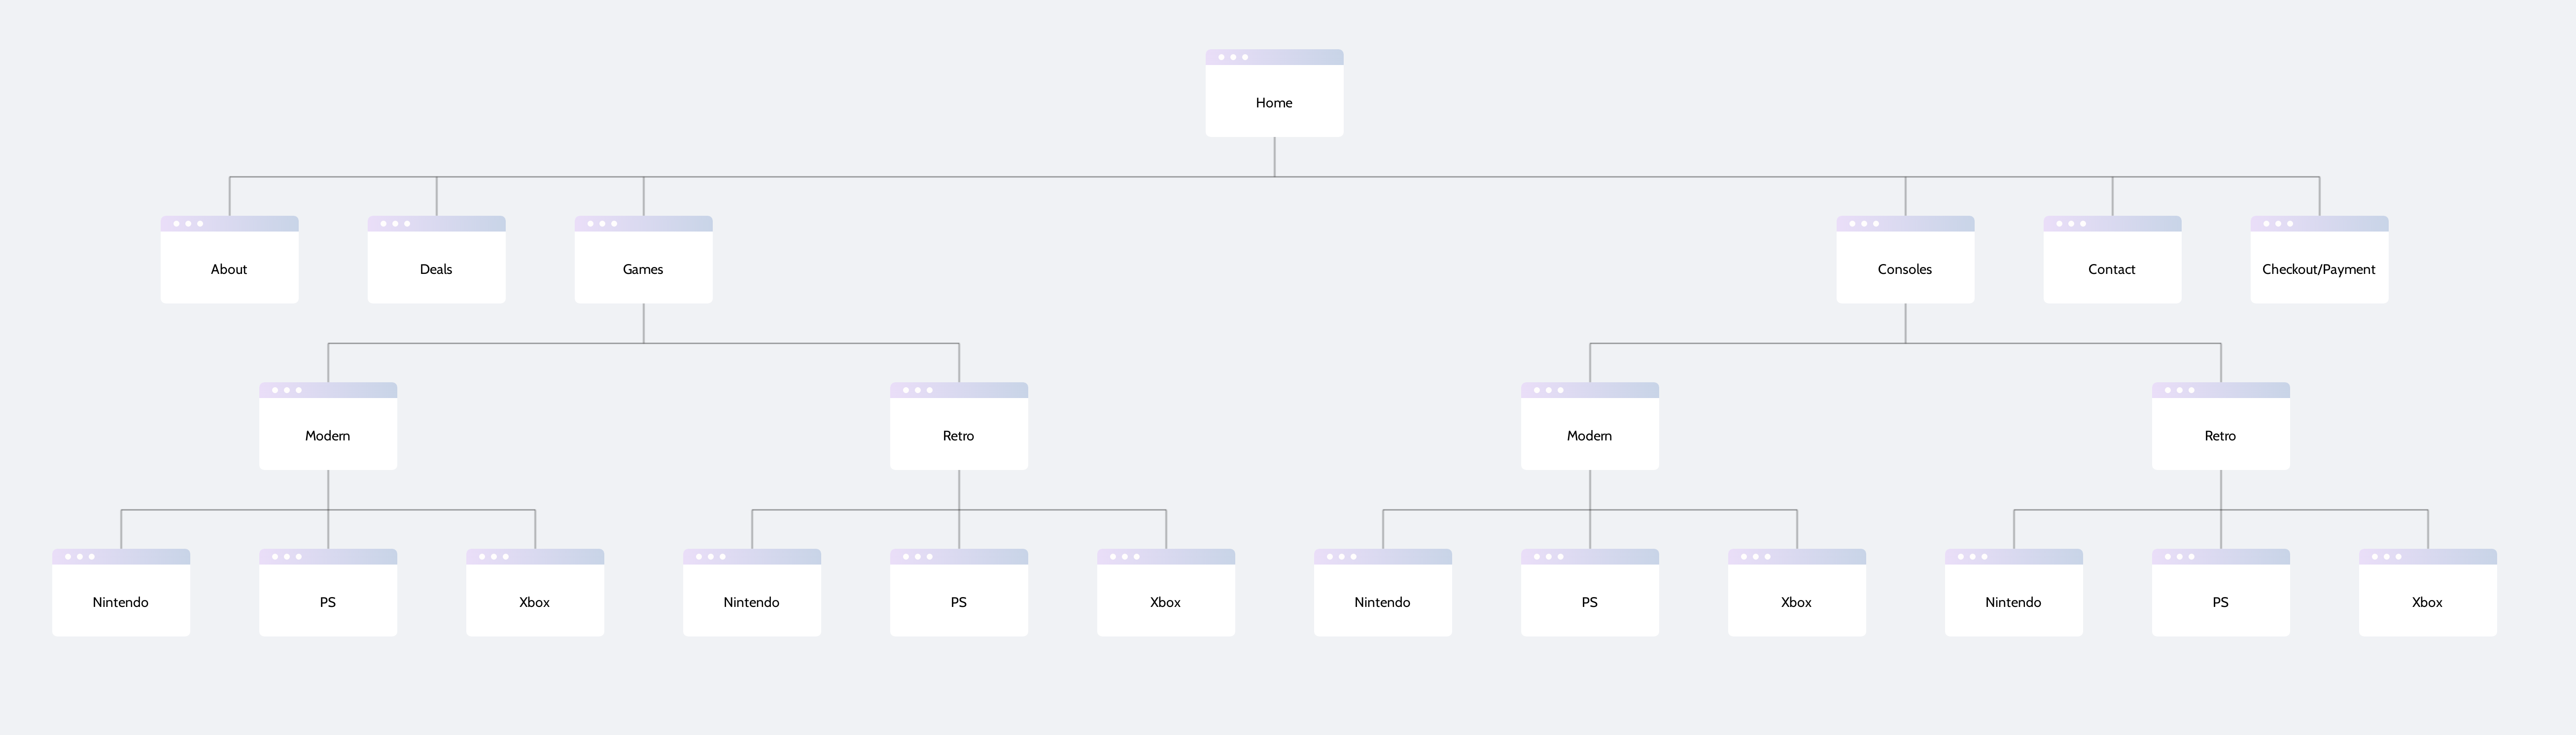 Home
About
Deals
Games
Consoles
Contact
Checkout/Payment
Modern
Retro
Modern
Retro
Nintendo
PS
Xbox
Nintendo
PS
Xbox
Nintendo
PS
Xbox
Nintendo
PS
Xbox